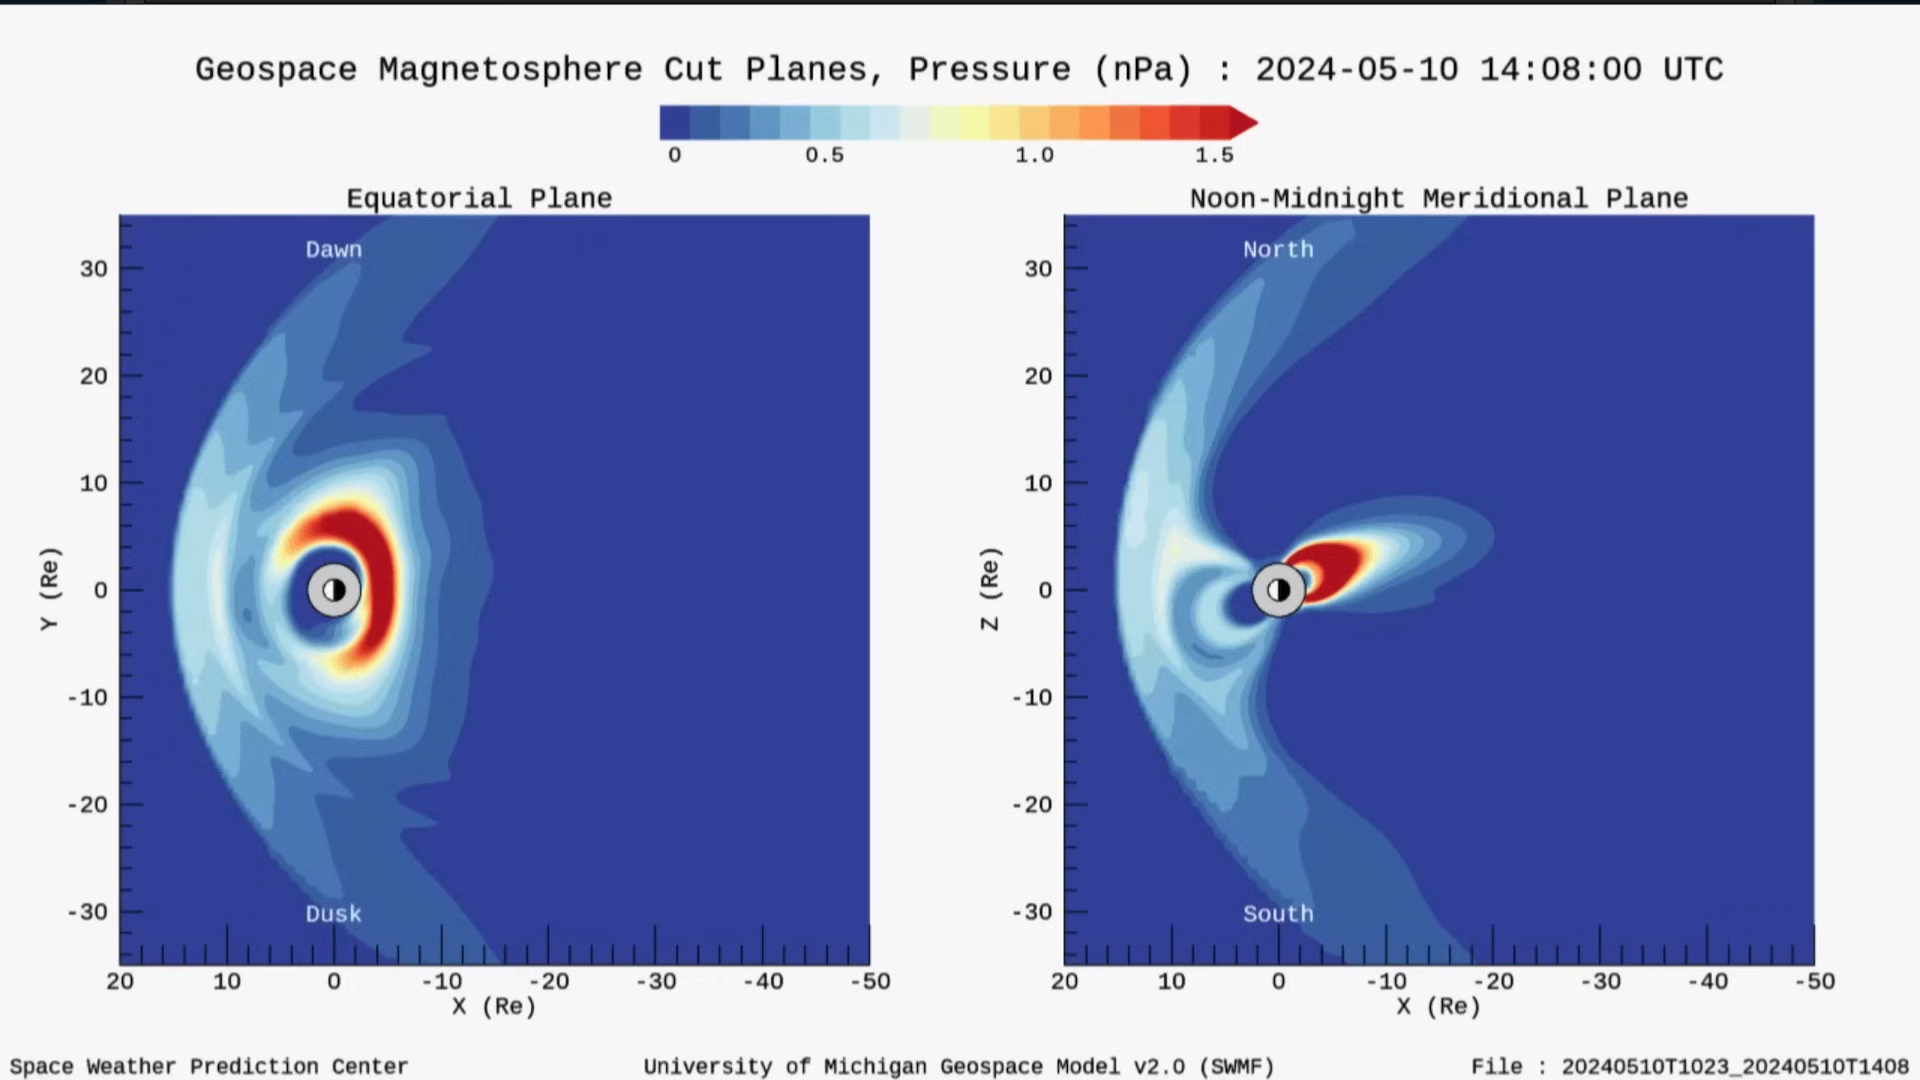 Geospace Magnetosphere Cut Planes, Pressure (nPa) : 2024-05-10 14:08:00 UTC
0 0.5 1.0 1.5
Equatorial Plane
Dawn
30
20
10
0
-10
-20
-30
Y (Re)
Dusk
20 10 0 -10 -20 -30 -40 -50
X (Re)
Noon-Midnight Meridional Plane
North
30
20
10
0
-10
-20
-30
Z (Re)
South
20 10 0 -10 -20 -30 -40 -50
X (Re)
Space Weather Prediction Center
University of Michigan Geospace Model v2.0 (SWMF)
File : 20240510T1023_20240510T1408